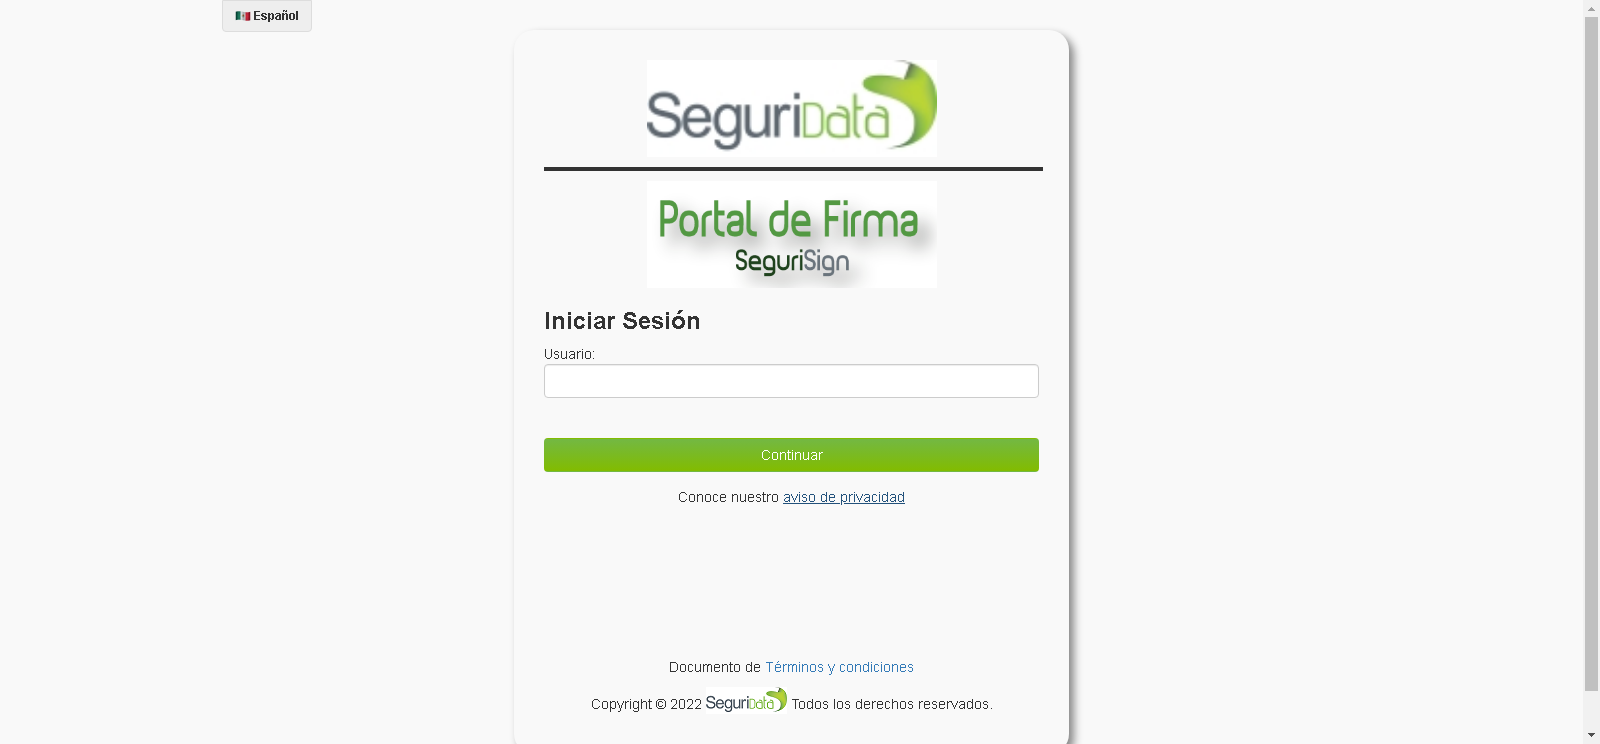 Español
SeguriData
Portal de Firma
SeguriSign
Iniciar Sesión
Usuario:
Continuar
Conoce nuestro aviso de privacidad
Documento de Términos y condiciones
Copyright © 2022 SeguriData Todos los derechos reservados.